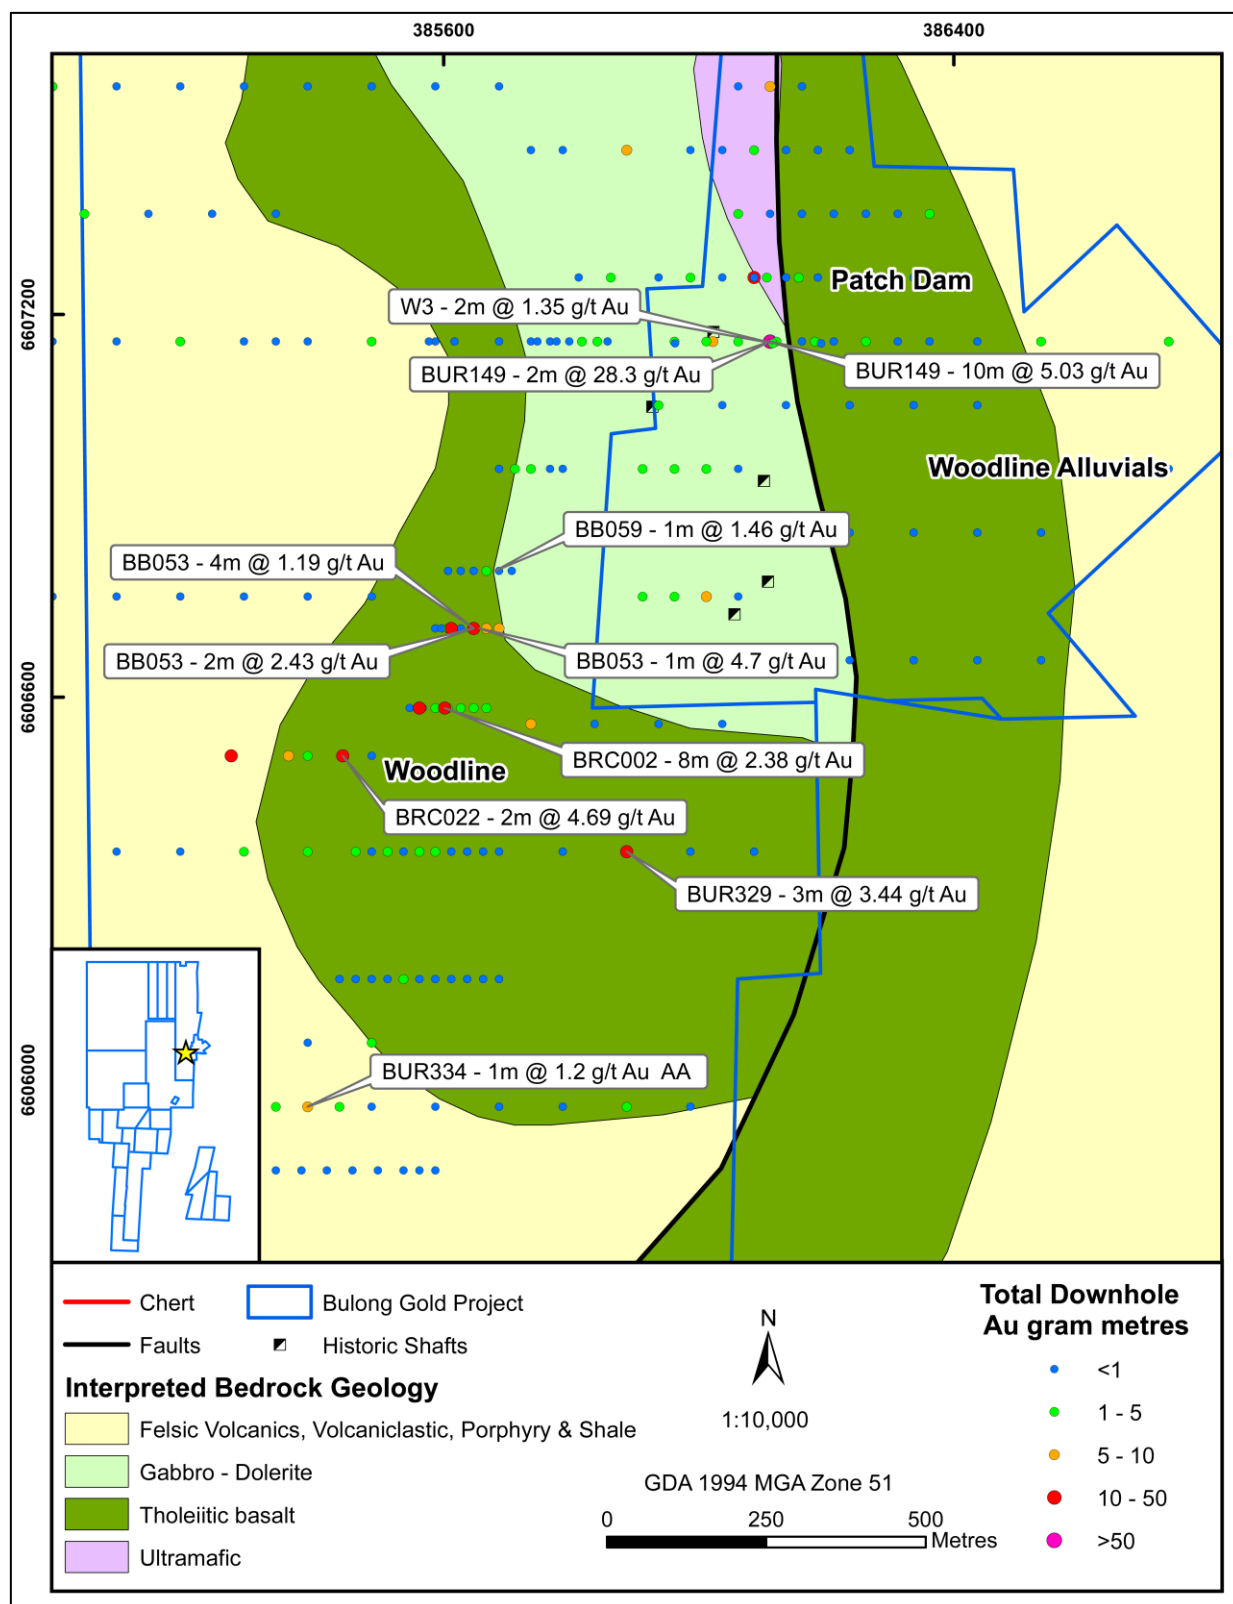 385600
386400
6607200
6606600
6606000
Patch Dam
W3 - 2m @ 1.35 g/t Au
BUR149 - 2m @ 28.3 g/t Au
BUR149 - 10m @ 5.03 g/t Au
Woodline Alluvials
BB059 - 1m @ 1.46 g/t Au
BB053 - 4m @ 1.19 g/t Au
BB053 - 2m @ 2.43 g/t Au
BB053 - 1m @ 4.7 g/t Au
BRC002 - 8m @ 2.38 g/t Au
Woodline
BRC022 - 2m @ 4.69 g/t Au
BUR329 - 3m @ 3.44 g/t Au
BUR334 - 1m @ 1.2 g/t Au AA
Chert
Bulong Gold Project
Faults
Historic Shafts
Interpreted Bedrock Geology
Felsic Volcanics, Volcaniclastic, Porphyry & Shale
Gabbro - Dolerite
Tholeiitic basalt
Ultramafic
N
1:10,000
GDA 1994 MGA Zone 51
0 250 500
Metres
Total Downhole
Au gram metres
<1
1 - 5
5 - 10
10 - 50
>50